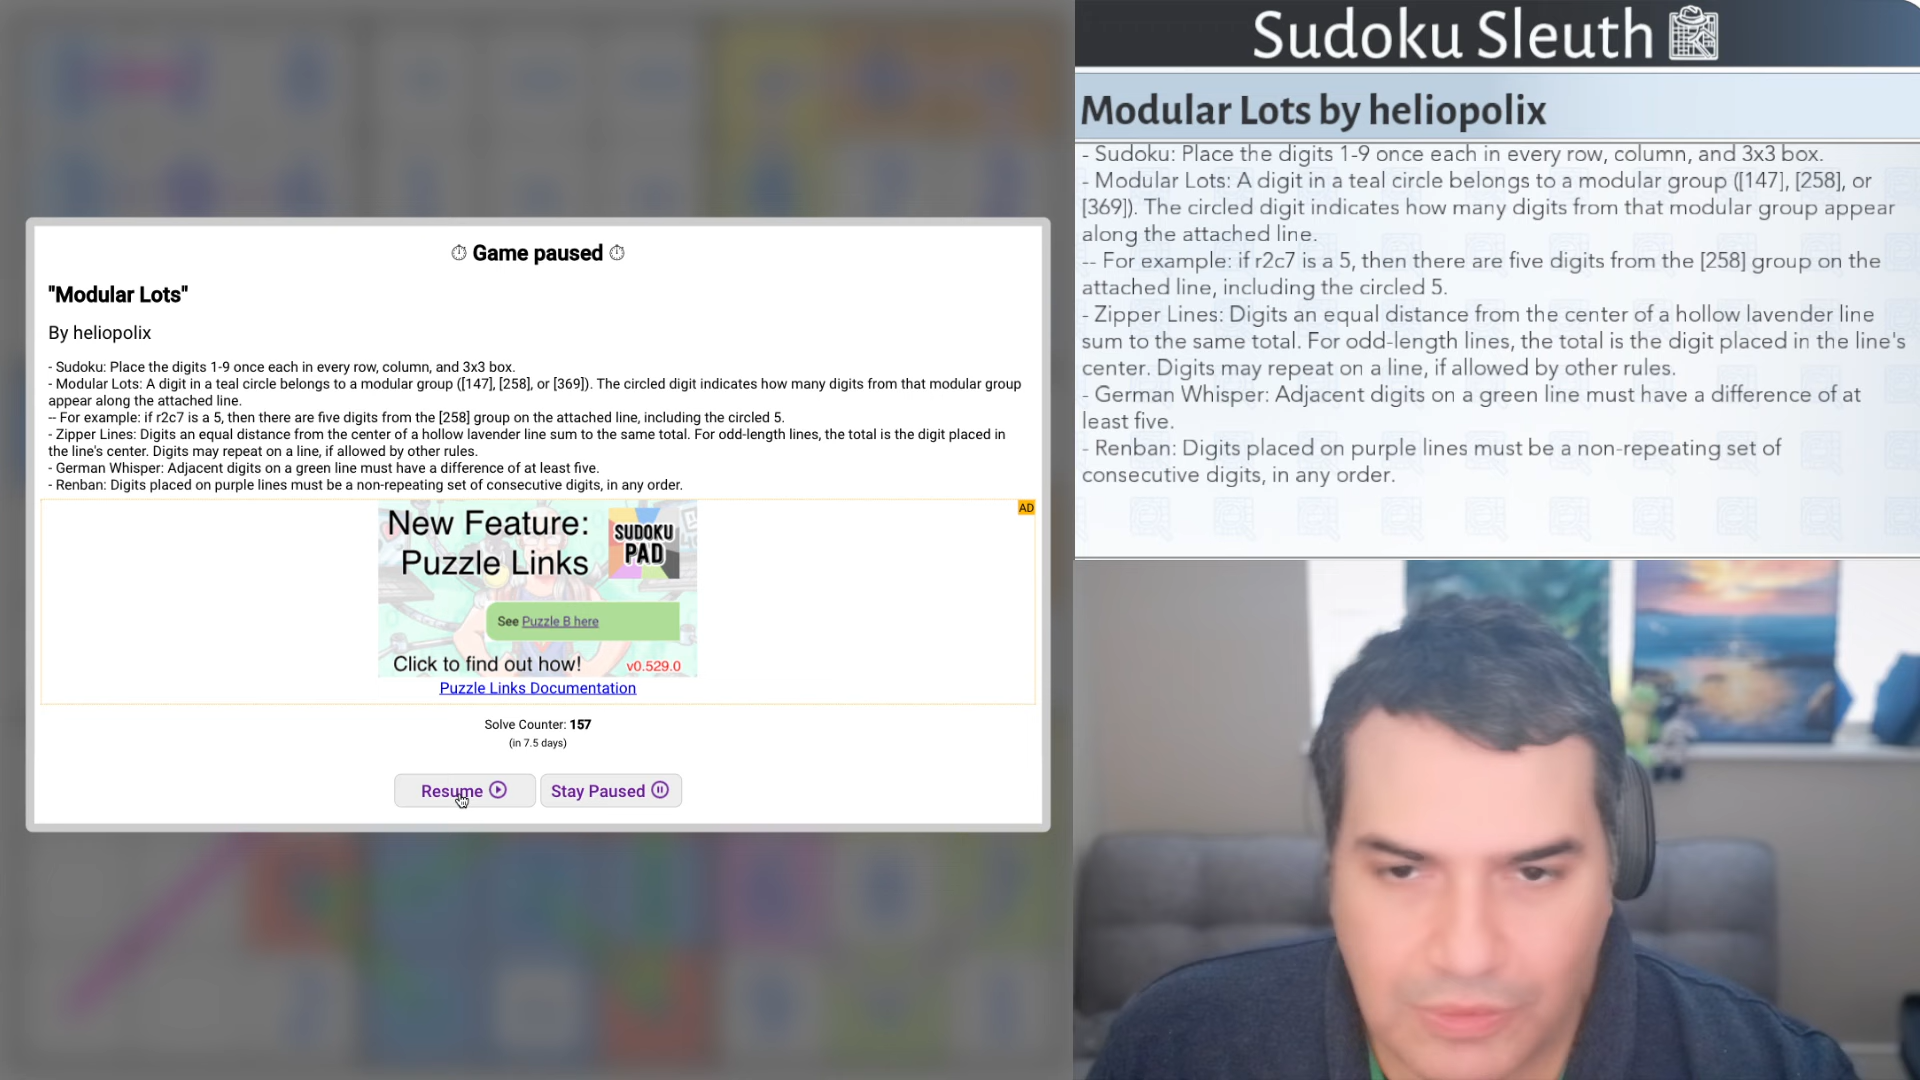 Game paused
"Modular Lots"
By heliopolix
- Sudoku: Place the digits 1-9 once each in every row, column, and 3x3 box.
- Modular Lots: A digit in a teal circle belongs to a modular group ([147], [258], or [369]). The circled digit indicates how many digits from that modular group
appear along the attached line.
-- For example: if r2c7 is a 5, then there are five digits from the [258] group on the attached line, including the circled 5.
- Zipper Lines: Digits an equal distance from the center of a hollow lavender line sum to the same total. For odd-length lines, the total is the digit placed in
the line's center. Digits may repeat on a line, if allowed by other rules.
- German Whisper: Adjacent digits on a green line must have a difference of at least five.
- Renban: Digits placed on purple lines must be a non-repeating set of consecutive digits, in any order.
AD
New Feature:
Puzzle Links
SUDOKU
PAD
See Puzzle B here
Click to find out how!
v0.529.0
Puzzle Links Documentation
Solve Counter: 157
(in 7.5 days)
Resume
Stay Paused
Sudoku Sleuth
Modular Lots by heliopolix
- Sudoku: Place the digits 1-9 once each in every row, column, and 3x3 box.
- Modular Lots: A digit in a teal circle belongs to a modular group ([147], [258], or
[369]). The circled digit indicates how many digits from that modular group appear
along the attached line.
-- For example: if r2c7 is a 5, then there are five digits from the [258] group on the
attached line, including the circled 5.
- Zipper Lines: Digits an equal distance from the center of a hollow lavender line
sum to the same total. For odd-length lines, the total is the digit placed in the line's
center. Digits may repeat on a line, if allowed by other rules.
- German Whisper: Adjacent digits on a green line must have a difference of at
least five.
- Renban: Digits placed on purple lines must be a non-repeating set of
consecutive digits, in any order.